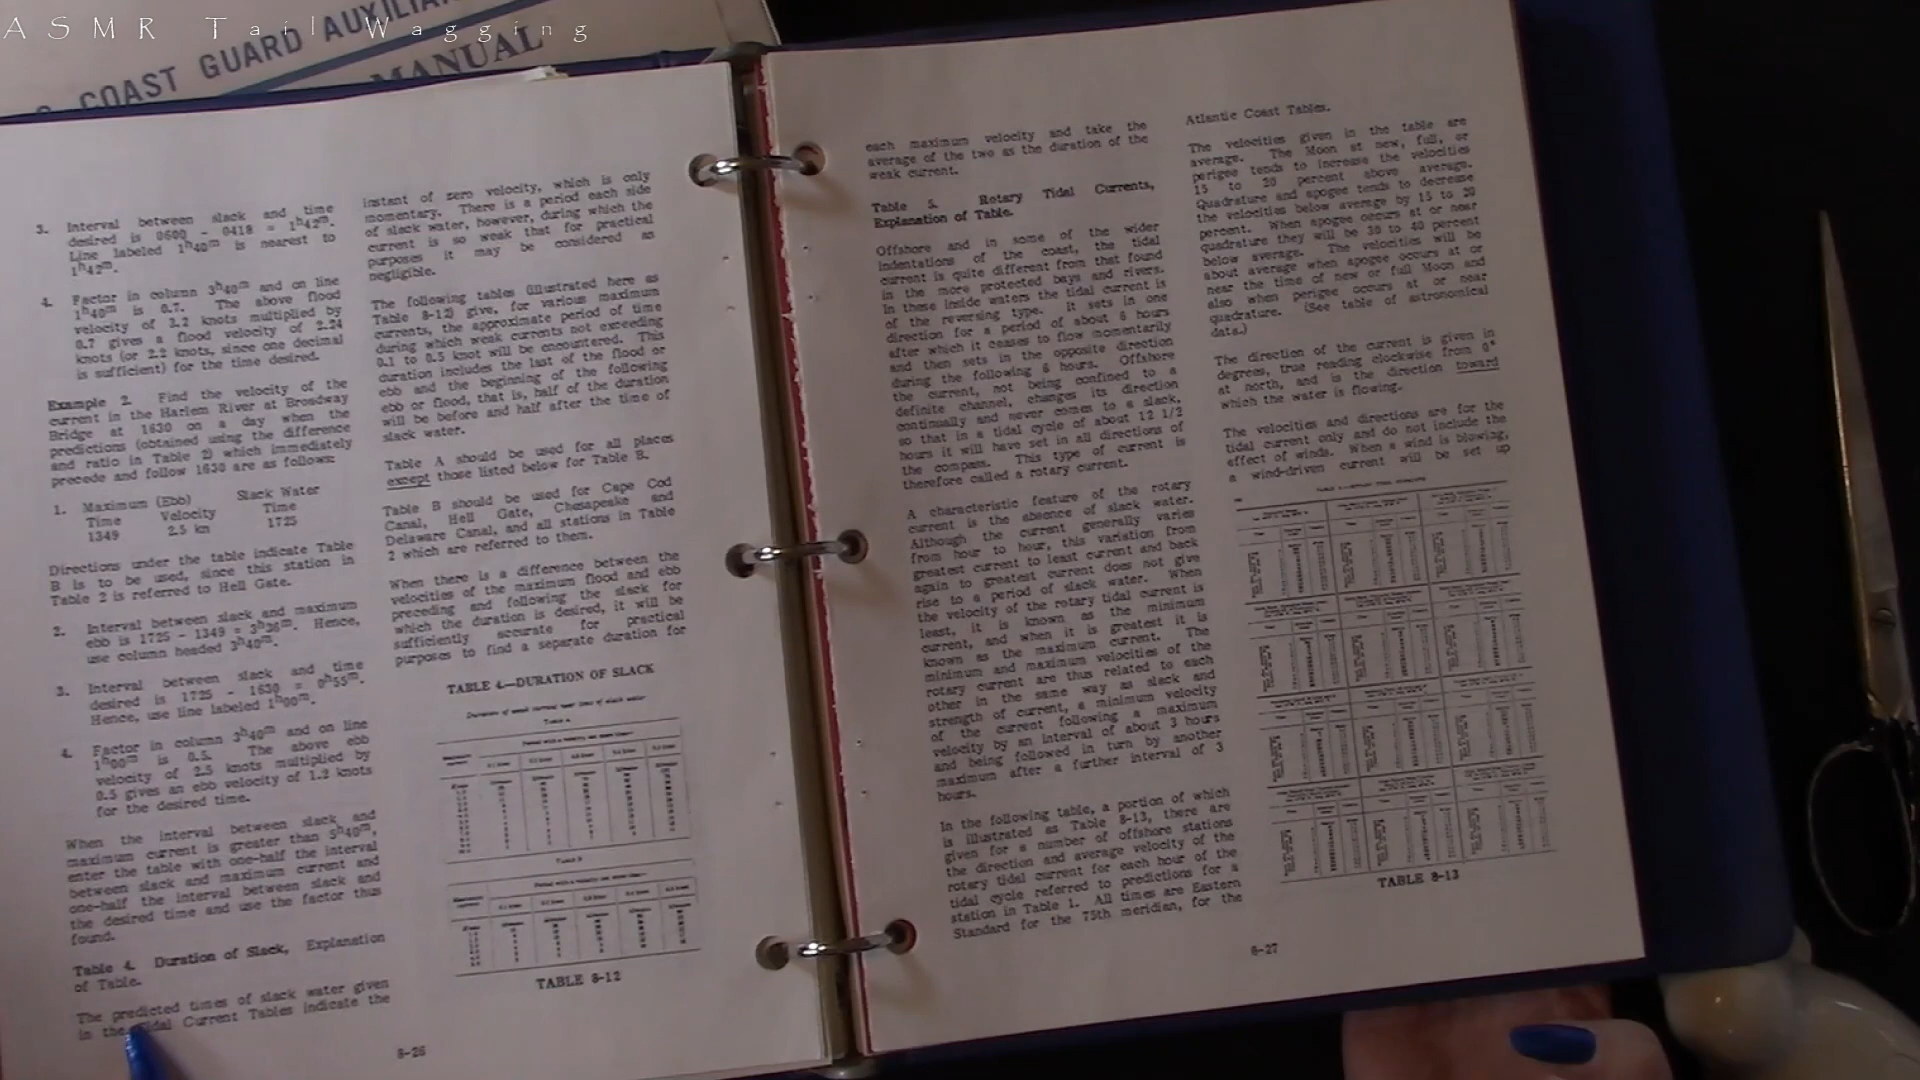 ASMR Tail Wagging
COAST GUARD AUXILIA
MANUAL
3. Interval between slack and time
desired is 0600 - 0418 = 1h42m.
Line labeled 1h40m is nearest to
1h42m.
4. Factor in column 3h40m and on line
1h40m is 0.7. The above flood
velocity of 3.2 knots multiplied by
0.7 gives a flood velocity of 2.24
knots (or 2.2 knots, since one decimal
is sufficient) for the time desired.
Example 2. Find the velocity of the
current in the Harlem River at Broadway
Bridge at 1630 on a day when the
predictions (obtained using the difference
and ratio in Table 2) which immediately
precede and follow 1630 are as follows:
1. Maximum (Ebb) Slack Water
Time Velocity Time
1349 2.5 kn 1725
Directions under the table indicate Table
B is to be used, since this station in
Table 2 is referred to Hell Gate.
2. Interval between slack and maximum
ebb is 1725 - 1349 = 3h36m. Hence,
use column headed 3h40m.
3. Interval between slack and time
desired is 1725 - 1630 = 0h55m.
Hence, use line labeled 1h00m.
4. Factor in column 3h40m and on line
1h00m is 0.5. The above ebb
velocity of 2.5 knots multiplied by
0.5 gives an ebb velocity of 1.2 knots
for the desired time.
When the interval between slack and
maximum current is greater than 5h40m,
enter the table with one-half the interval
between slack and maximum current and
one-half the interval between slack and
the desired time and use the factor thus
found.
Table 4. Duration of Slack, Explanation
of Table.
The predicted times of slack water given
in the Tidal Current Tables indicate the
8-26
instant of zero velocity, which is only
momentary. There is a period each side
of slack water, however, during which the
current is so weak that for practical
purposes it may be considered as
negligible.
The following tables (illustrated here as
Table 8-12) give, for various maximum
currents, the approximate period of time
during which weak currents not exceeding
0.1 to 0.5 knot will be encountered. This
duration includes the last of the flood or
ebb and the beginning of the following
ebb or flood, that is, half of the duration
will be before and half after the time of
slack water.
Table A should be used for all places
except those listed below for Table B.
Table B should be used for Cape Cod
Canal, Hell Gate, Chesapeake and
Delaware Canal, and all stations in Table
2 which are referred to them.
When there is a difference between the
velocities of the maximum flood and ebb
preceding and following the slack for
which the duration is desired, it will be
sufficiently accurate for practical
purposes to find a separate duration for
TABLE 4.—DURATION OF SLACK
Duration of weak current near time of slack water
TABLE A
Period with a velocity not more than—
TABLE B
Period with a velocity not more than—
TABLE 8-12
each maximum velocity and take the
average of the two as the duration of the
weak current.
Table 5. Rotary Tidal Currents,
Explanation of Table.
Offshore and in some of the wider
indentations of the coast, the tidal
current is quite different from that found
in the more protected bays and rivers.
In these inside waters the tidal current is
of the reversing type. It sets in one
direction for a period of about 6 hours
after which it ceases to flow momentarily
and then sets in the opposite direction
during the following 6 hours. Offshore
the current, not being confined to a
definite channel, changes its direction
continually and never comes to a slack,
so that in a tidal cycle of about 12 1/2
hours it will have set in all directions of
the compass. This type of current is
therefore called a rotary current.
A characteristic feature of the rotary
current is the absence of slack water.
Although the current generally varies
from hour to hour, this variation from
greatest current to least current and back
again to greatest current does not give
rise to a period of slack water. When
the velocity of the rotary tidal current is
least, it is known as the minimum
current, and when it is greatest it is
known as the maximum current. The
minimum and maximum velocities of the
rotary current are thus related to each
other in the same way as slack and
strength of current, a minimum velocity
of the current following a maximum
velocity by an interval of about 3 hours
and being followed in turn by another
maximum after a further interval of 3
hours.
In the following table, a portion of which
is illustrated as Table 8-13, there are
given for a number of offshore stations
the direction and average velocity of the
rotary tidal current for each hour of the
tidal cycle referred to predictions for a
station in Table 1. All times are Eastern
Standard for the 75th meridian, for the
8-27
Atlantic Coast Tables.
The velocities given in the table are
average. The Moon at new, full, or
perigee tends to increase the velocities
15 to 20 percent above average.
Quadrature and apogee tends to decrease
the velocities below average by 15 to 20
percent. When apogee occurs at or near
quadrature they will be 30 to 40 percent
below average. The velocities will be
about average when apogee occurs at or
near the time of new or full Moon and
also when perigee occurs at or near
quadrature. (See table of astronomical
data.)
The direction of the current is given in
degrees, true reading clockwise from 0°
at north, and is the direction toward
which the water is flowing.
The velocities and directions are for the
tidal current only and do not include the
effect of winds. When a wind is blowing,
a wind-driven current will be set up
TABLE 8-13